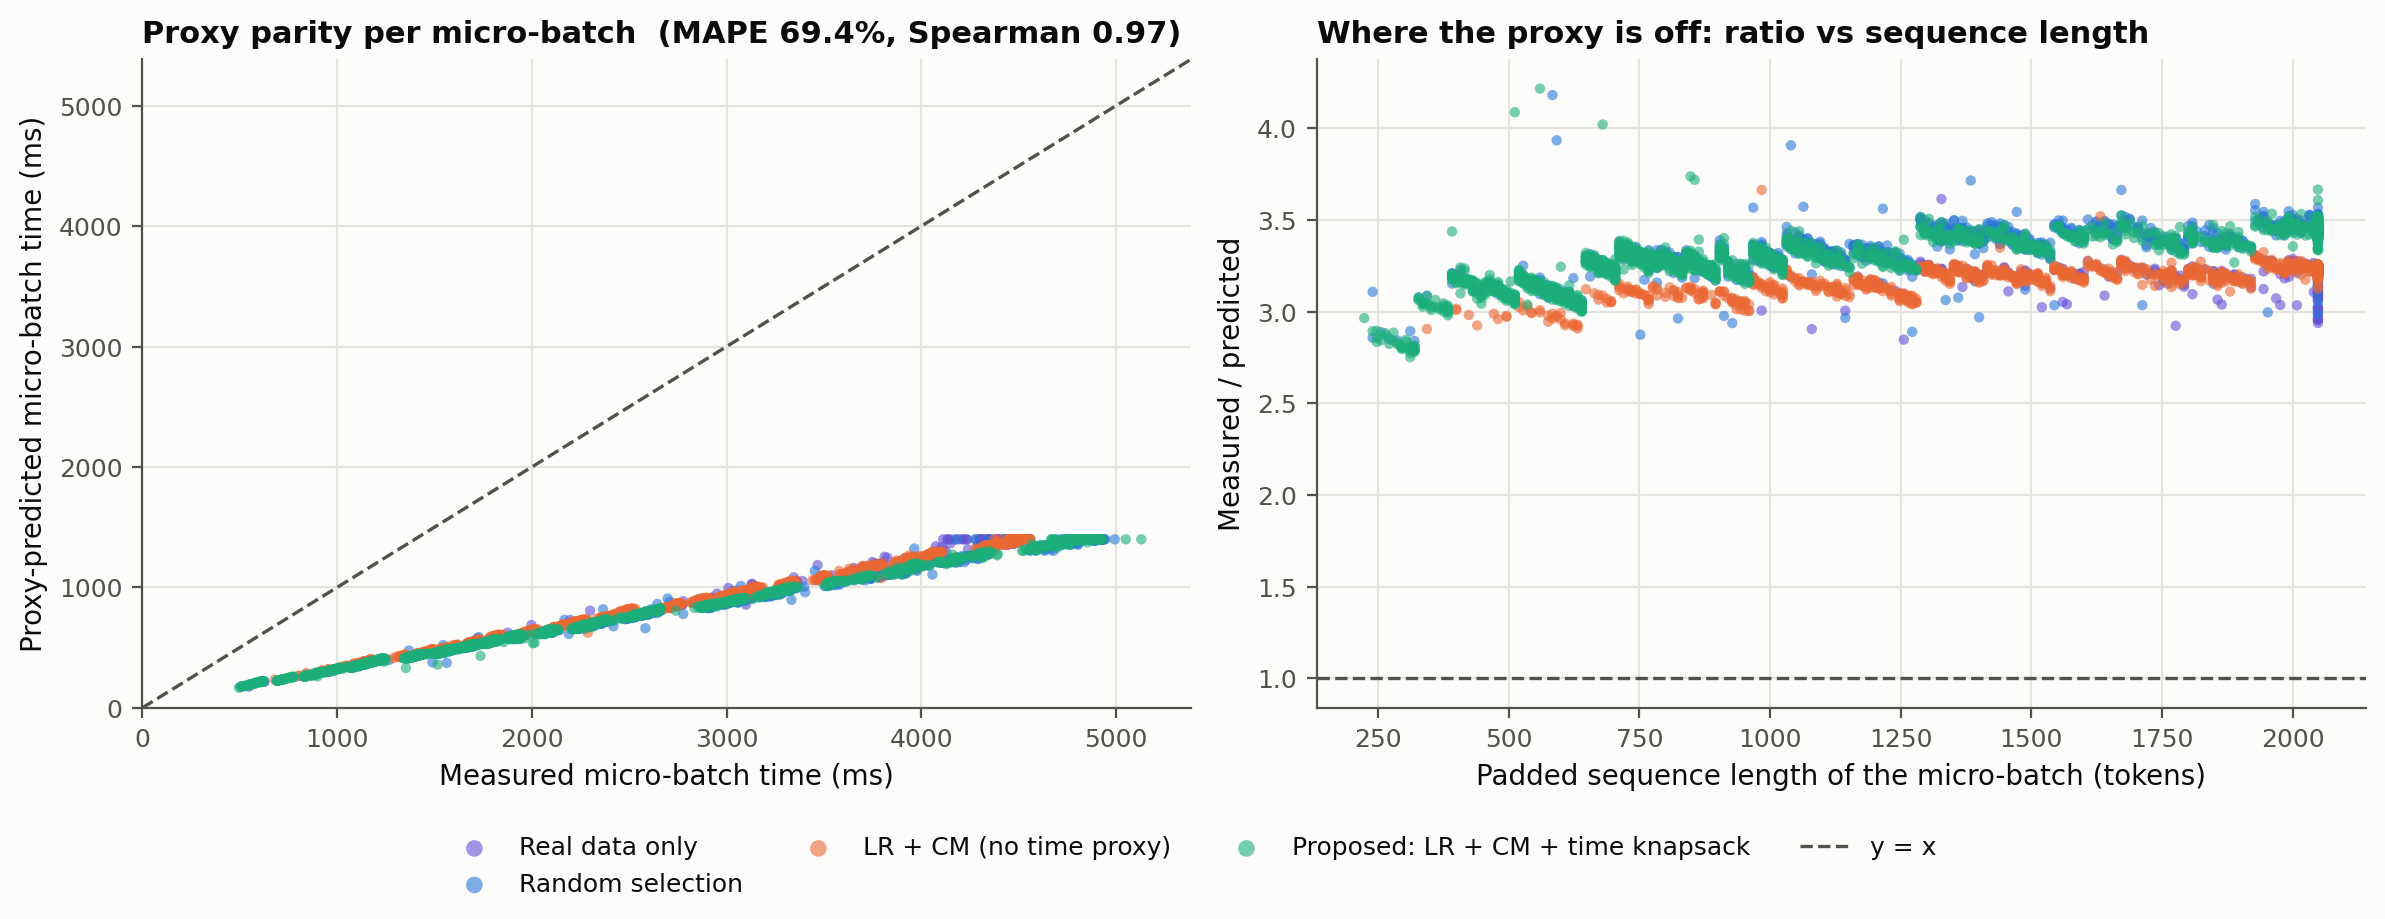 Proxy parity per micro-batch  (MAPE 69.4%, Spearman 0.97)
Proxy-predicted micro-batch time (ms)
5000
4000
3000
2000
1000
0
0 1000 2000 3000 4000 5000
Measured micro-batch time (ms)
Where the proxy is off: ratio vs sequence length
Measured / predicted
4.0
3.5
3.0
2.5
2.0
1.5
1.0
250 500 750 1000 1250 1500 1750 2000
Padded sequence length of the micro-batch (tokens)
Real data only
Random selection
LR + CM (no time proxy)
Proposed: LR + CM + time knapsack
y = x